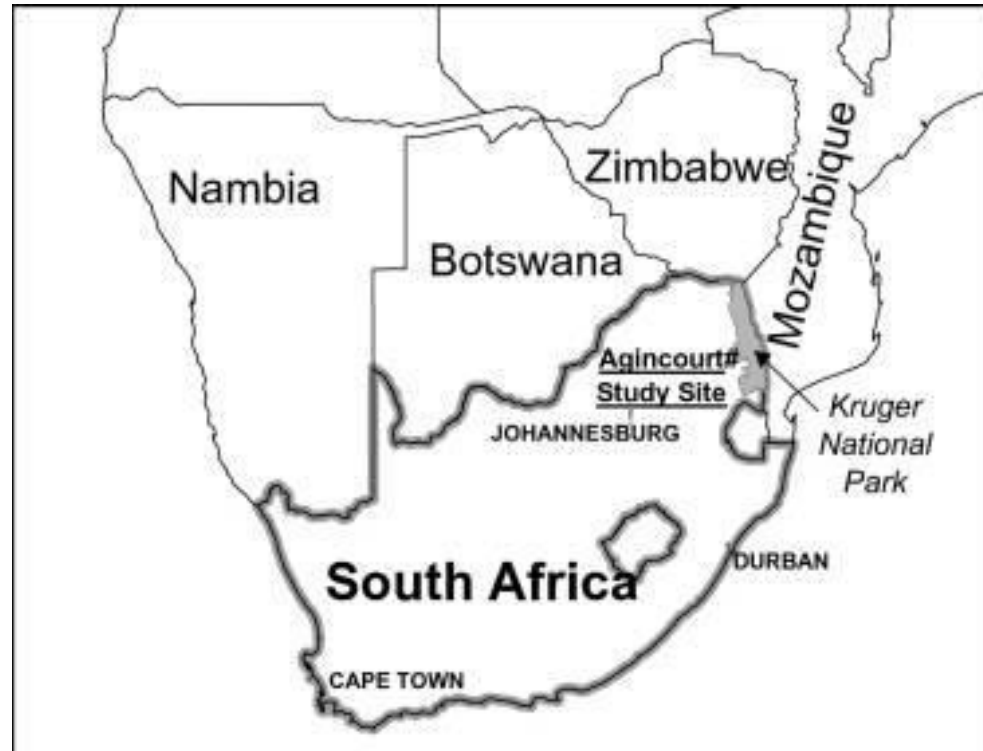 Nambia
Zimbabwe
Mozambique
Botswana
Agincourt#
Study Site
JOHANNESBURG
Kruger
National
Park
DURBAN
South Africa
CAPE TOWN